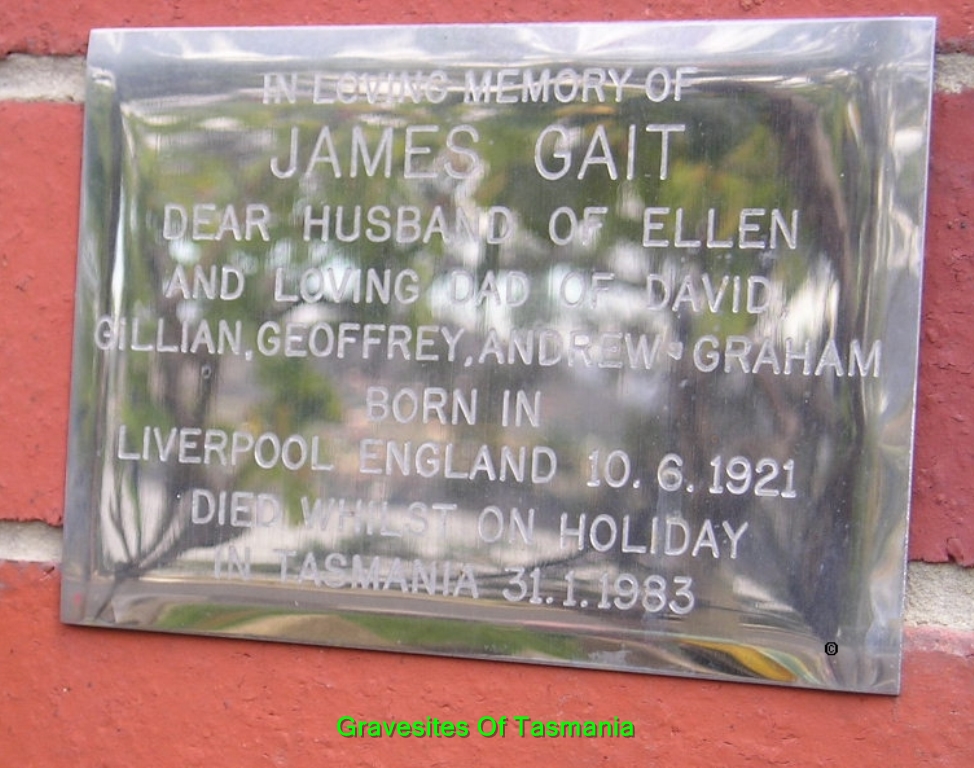 IN LOVING MEMORY OF
JAMES GAIT
DEAR HUSBAND OF ELLEN
AND LOVING DAD OF DAVID,
GILLIAN, GEOFFREY, ANDREW & GRAHAM
BORN IN
LIVERPOOL ENGLAND 10.6.1921
DIED WHILST ON HOLIDAY
IN TASMANIA 31.1.1983
©
Gravesites Of Tasmania